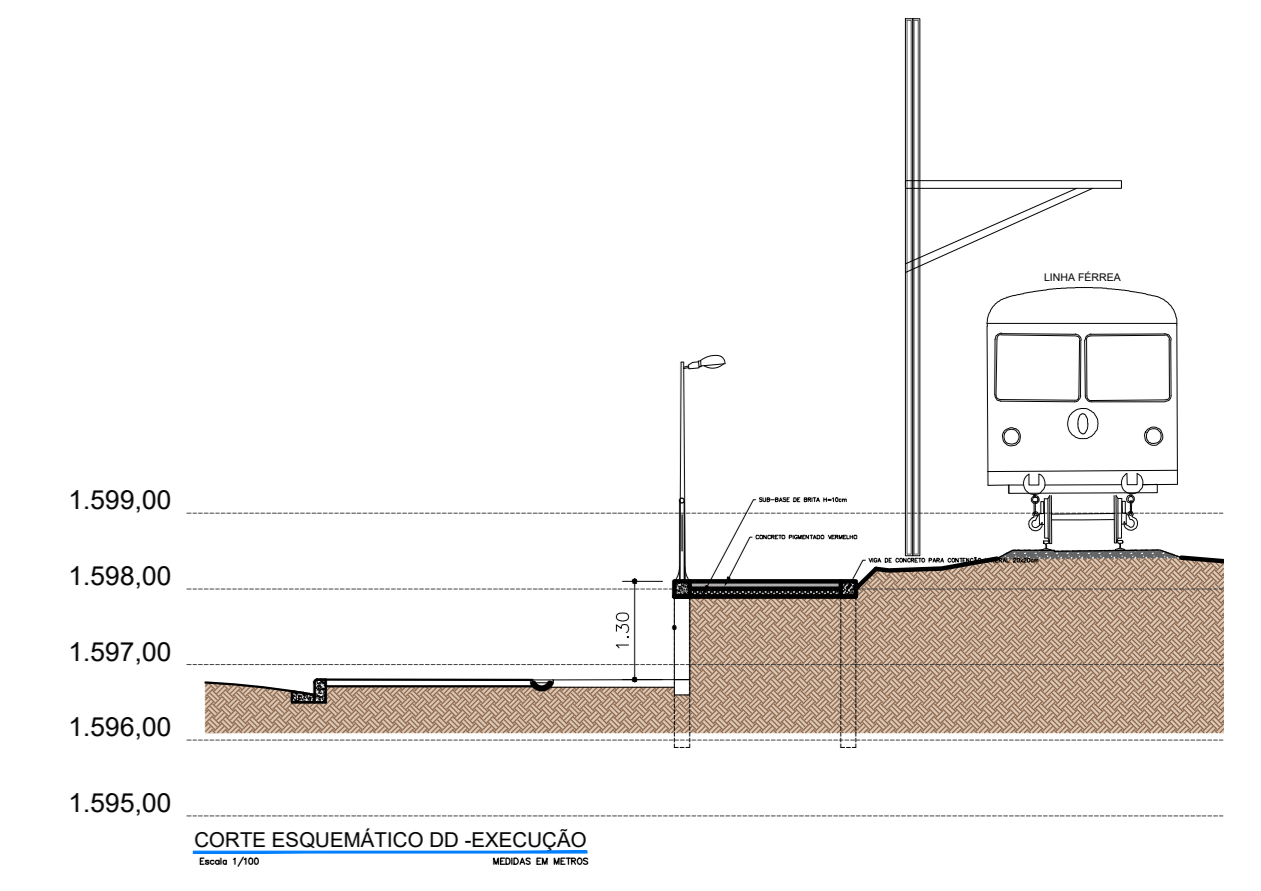 LINHA FÉRREA
1.599,00
SUB-BASE DE BRITA H=10cm
CONCRETO PIGMENTADO VERMELHO
VIGA DE CONCRETO PARA CONTENÇÃO LATERAL 20x20cm
1.598,00
1.30
1.597,00
1.596,00
1.595,00
CORTE ESQUEMÁTICO DD -EXECUÇÃO
Escala 1/100 MEDIDAS EM METROS